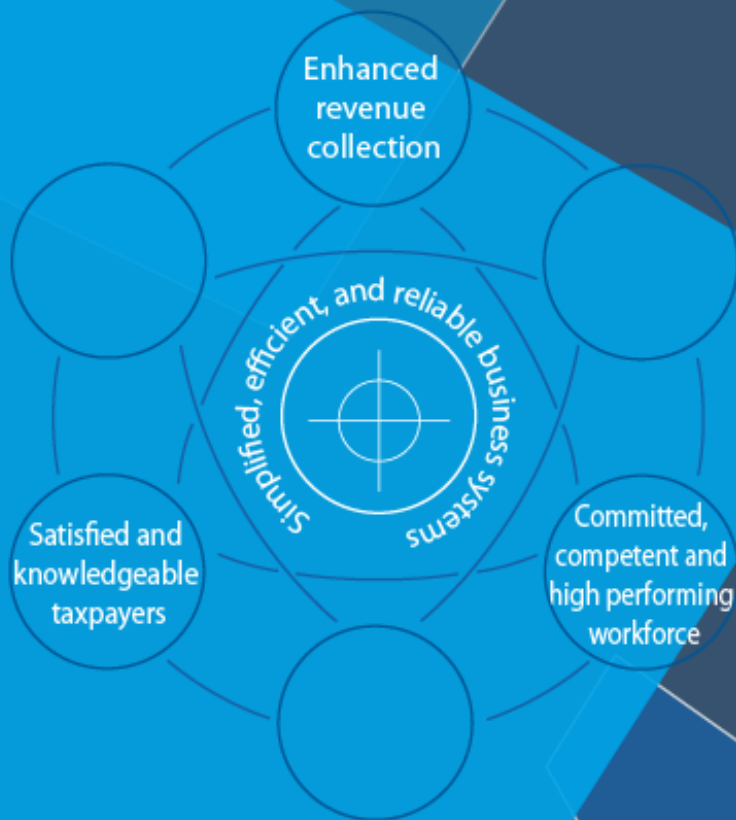 Enhanced
revenue
collection
Simplified, efficient, and reliable business systems
Satisfied and
knowledgeable
taxpayers
Committed,
competent and
high performing
workforce